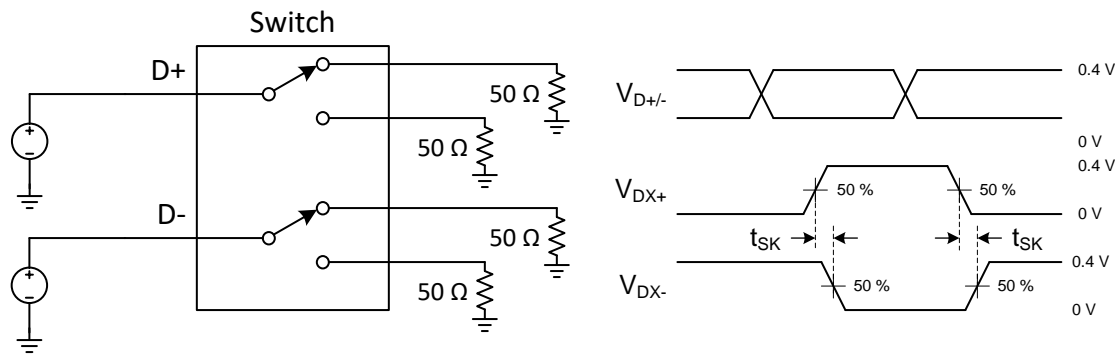 Switch
D+
50 Ω
50 Ω
D-
50 Ω
50 Ω
V_{D+/-}
0.4 V
0 V
V_{DX+}
0.4 V
50 %
50 %
0 V
t_{SK}
t_{SK}
V_{DX-}
0.4 V
50 %
50 %
0 V